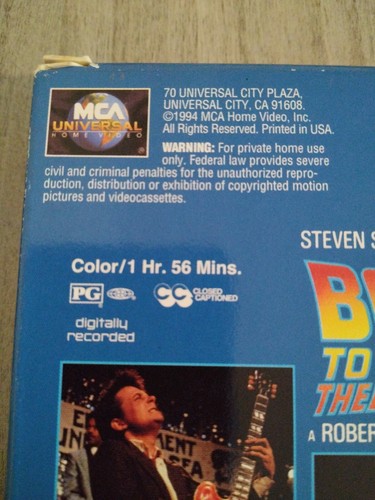 MCA
UNIVERSAL
HOME VIDEO
70 UNIVERSAL CITY PLAZA,
UNIVERSAL CITY, CA 91608.
©1994 MCA Home Video, Inc.
All Rights Reserved. Printed in USA.
WARNING: For private home use
only. Federal law provides severe
civil and criminal penalties for the unauthorized repro-
duction, distribution or exhibition of copyrighted motion
pictures and videocassettes.
STEVEN S
Color/1 Hr. 56 Mins.
PG
CC CLOSED
CAPTIONED
digitally
recorded
B
TO
THE
A ROBER